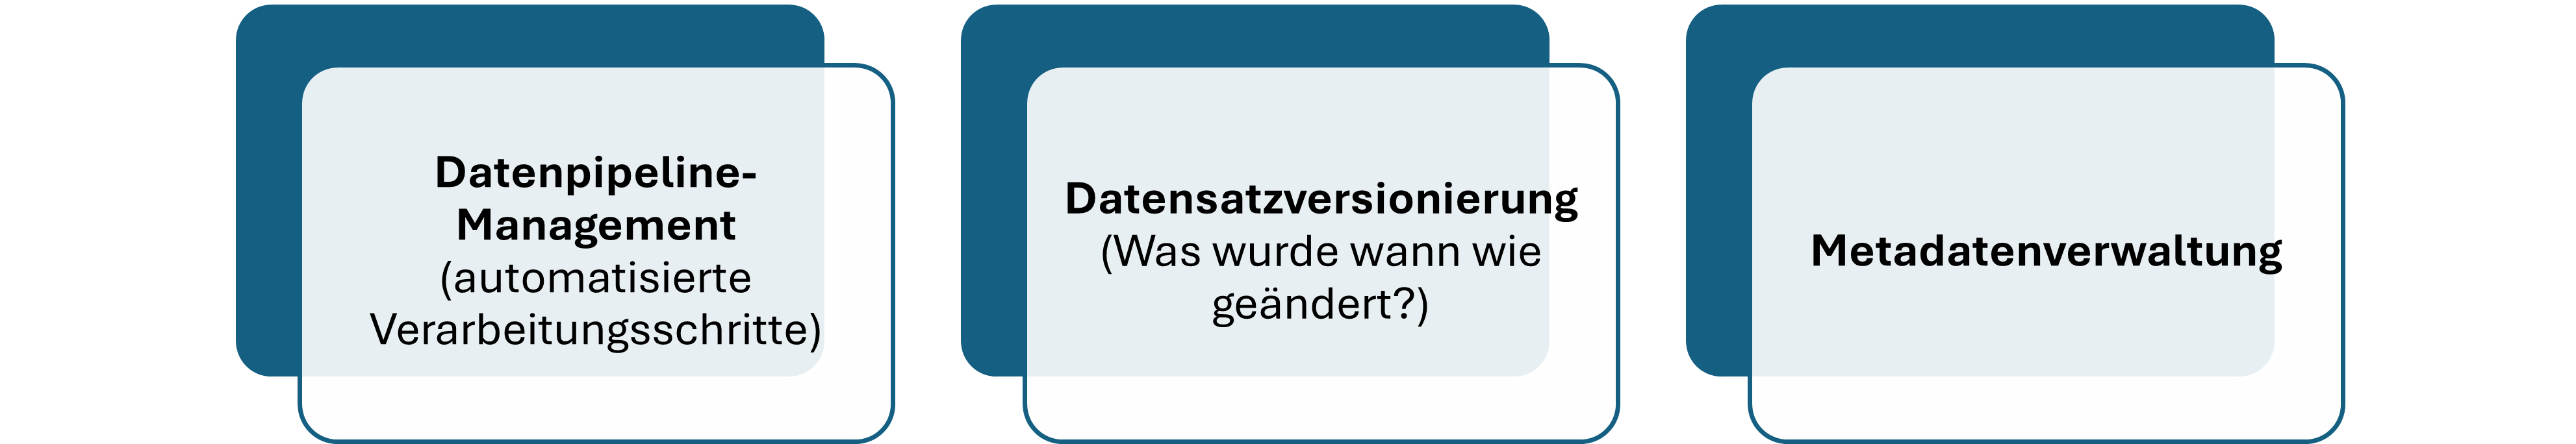 Datenpipeline-
Management
(automatisierte
Verarbeitungsschritte)
Datensatzversionierung
(Was wurde wann wie
geändert?)
Metadatenverwaltung